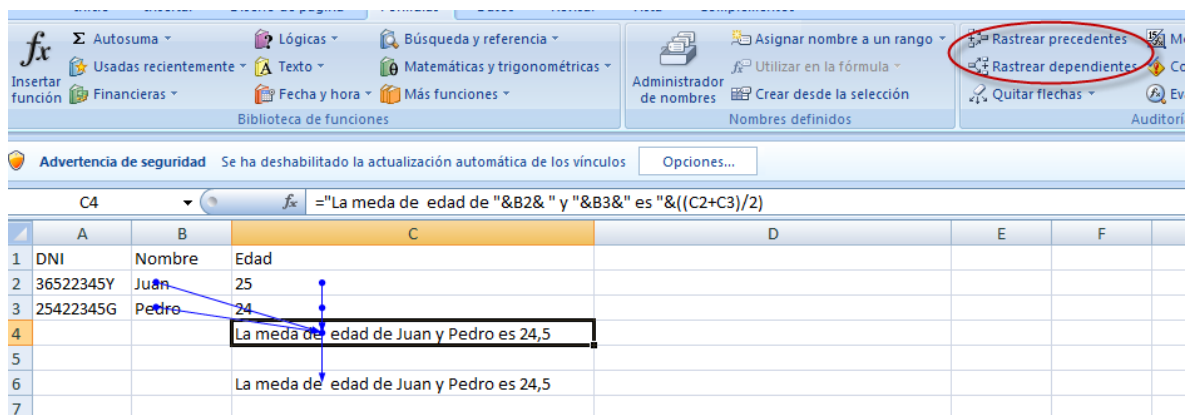 fx Σ Autosuma Lógicas Búsqueda y referencia Asignar nombre a un rango Rastrear precedentes
Usadas recientemente Texto Matemáticas y trigonométricas Utilizar en la fórmula Rastrear dependientes
Insertar función Financieras Fecha y hora Más funciones Administrador de nombres Crear desde la selección Quitar flechas
Biblioteca de funciones Nombres definidos
Advertencia de seguridad Se ha deshabilitado la actualización automática de los vínculos Opciones...
C4 fx ="La meda de  edad de "&B2& " y "&B3&" es "&((C2+C3)/2)
A B C D E F
1 DNI Nombre Edad
2 36522345Y Juan 25
3 25422345G Pedro 24
4 La meda de  edad de Juan y Pedro es 24,5
5
6 La meda de  edad de Juan y Pedro es 24,5
7